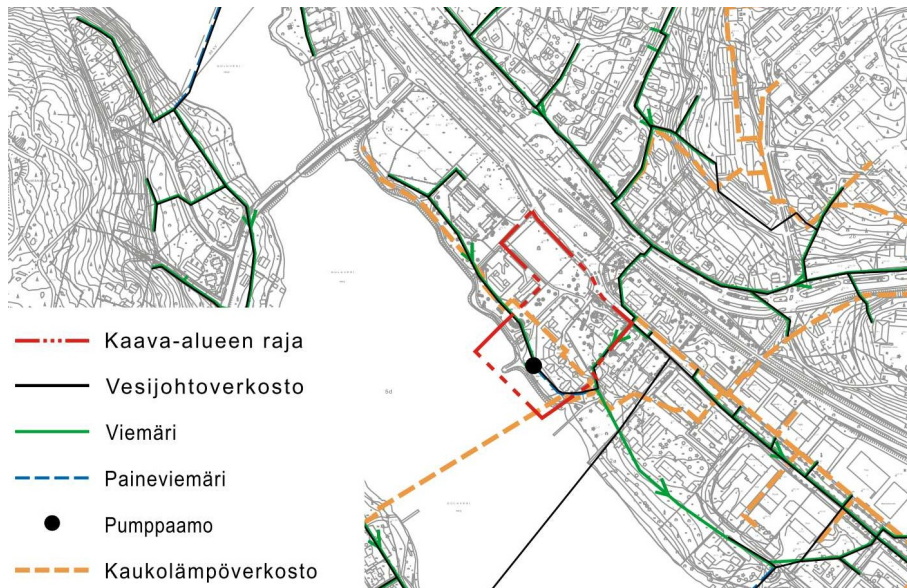 Kaava-alueen raja
Vesijohtoverkosto
Viemäri
Paineviemäri
Pumppaamo
Kaukolämpöverkosto